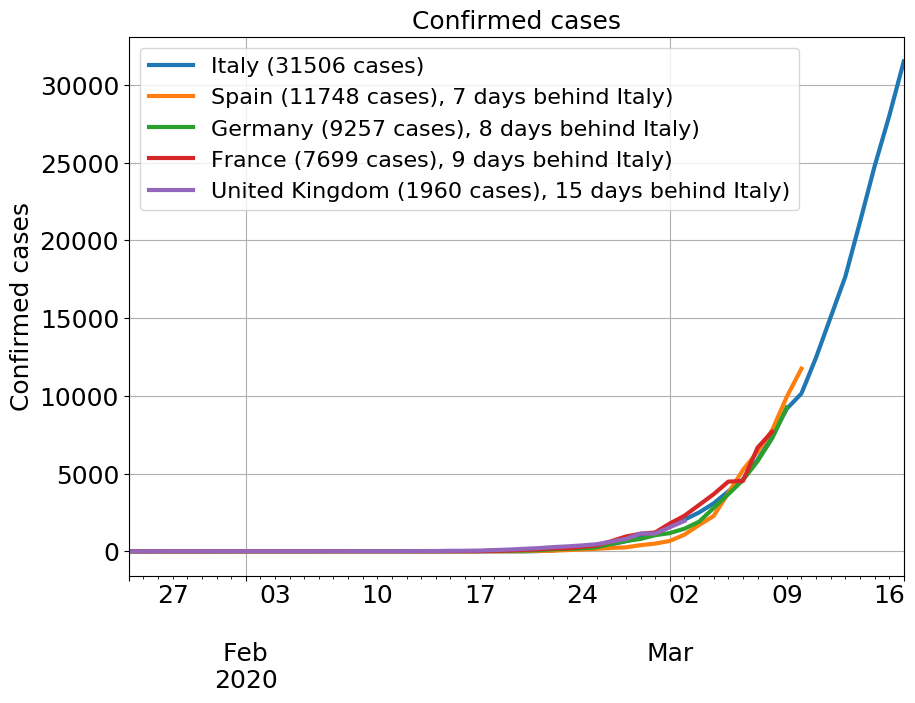 Confirmed cases
Italy (31506 cases)
Spain (11748 cases), 7 days behind Italy)
Germany (9257 cases), 8 days behind Italy)
France (7699 cases), 9 days behind Italy)
United Kingdom (1960 cases), 15 days behind Italy)
Confirmed cases
30000
25000
20000
15000
10000
5000
0
27 03 10 17 24 02 09 16
Feb Mar
2020